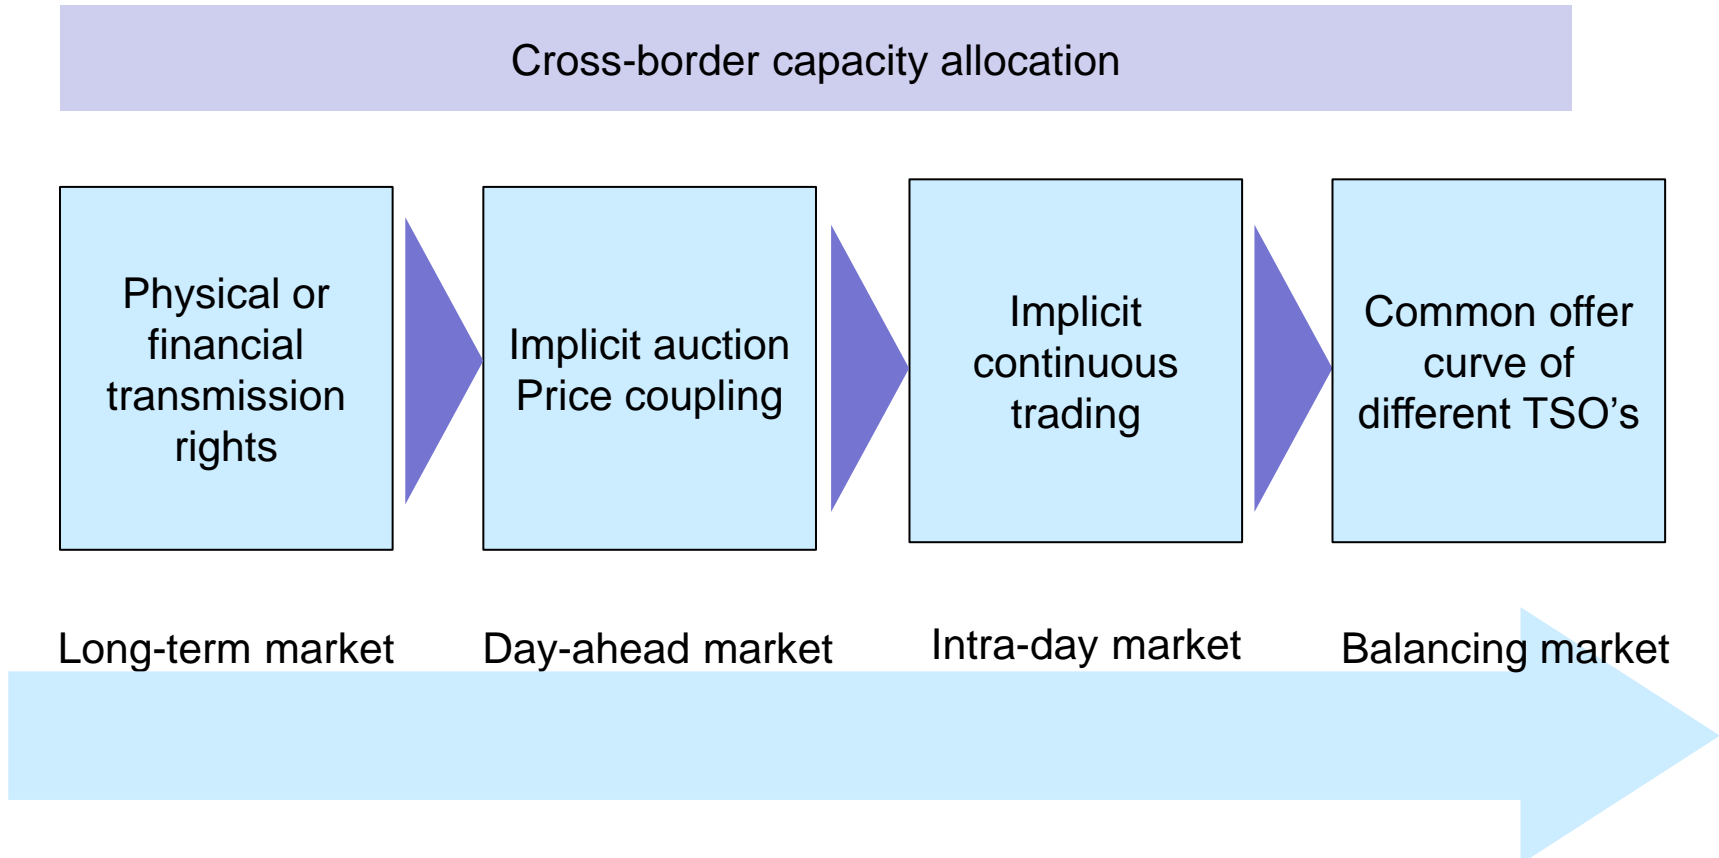 Cross-border capacity allocation
Physical or
financial
transmission
rights
Implicit auction
Price coupling
Implicit
continuous
trading
Common offer
curve of
different TSO’s
Long-term market
Day-ahead market
Intra-day market
Balancing market